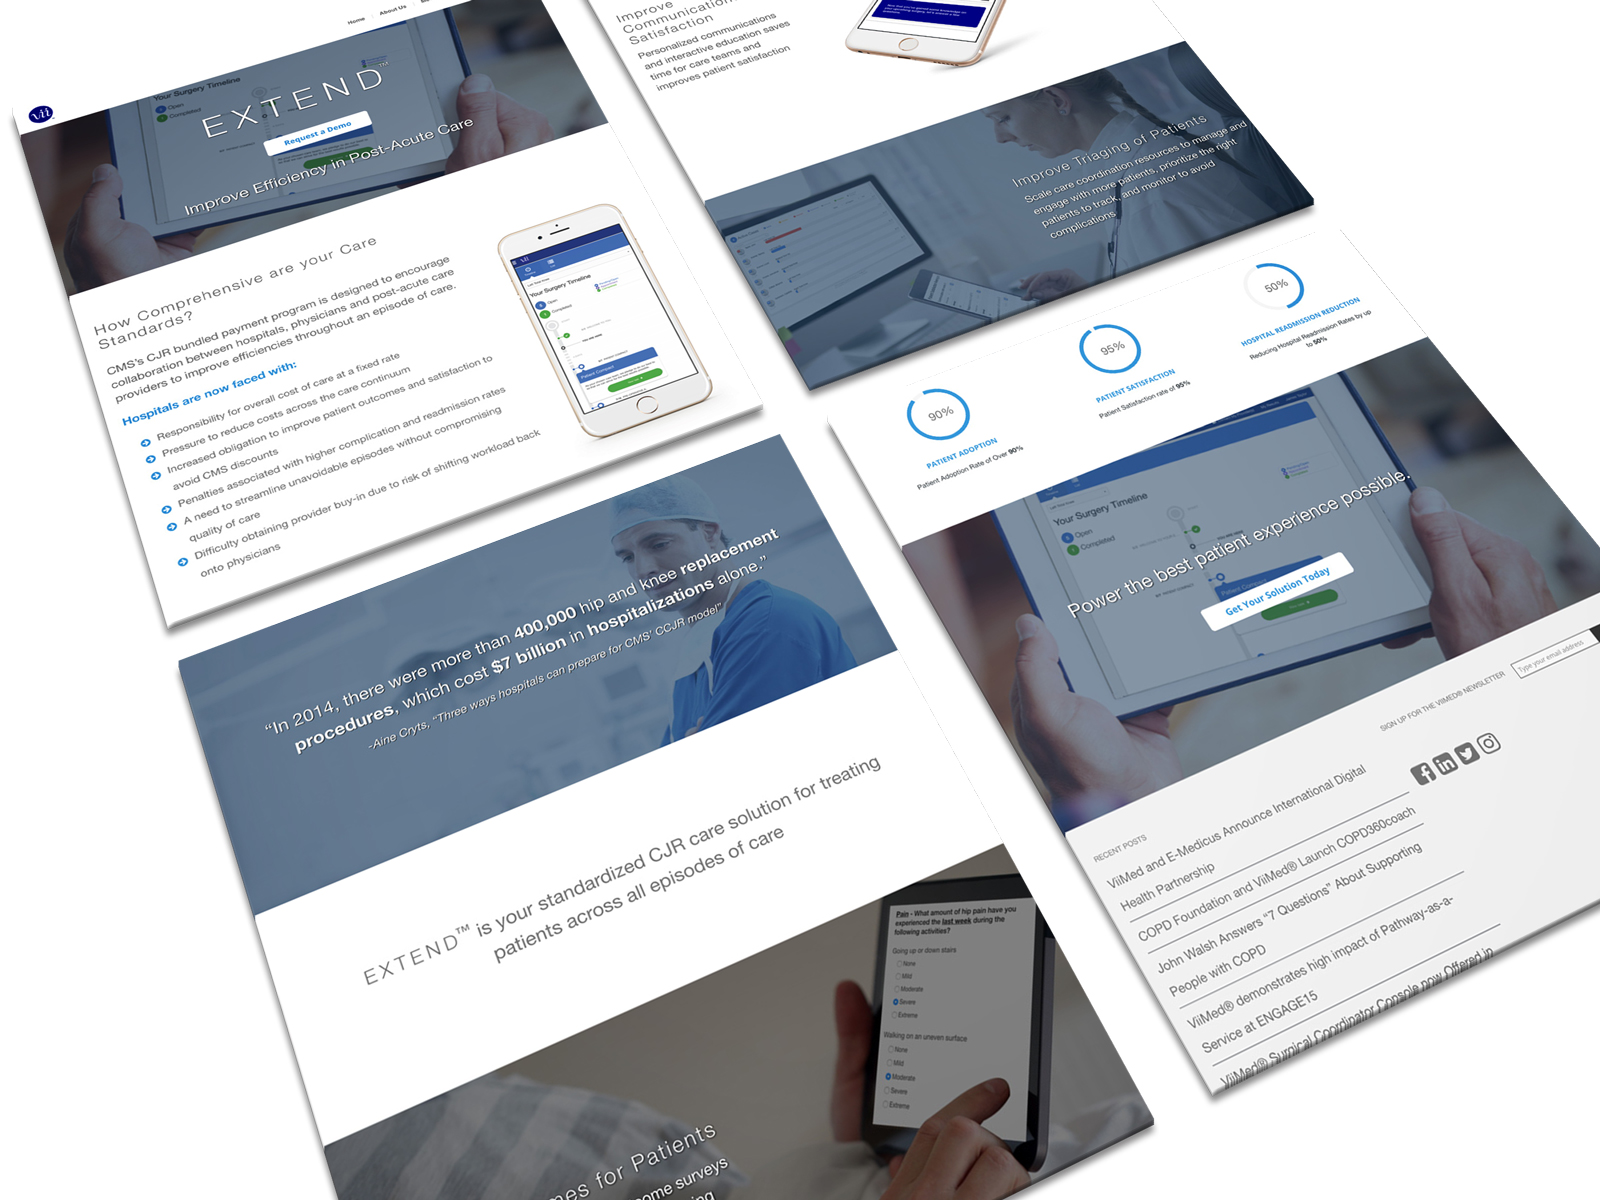 Home
About Us
vii
Your Surgery Timeline
Open
Completed
EXTEND™
Request a Demo
Improve Efficiency in Post-Acute Care
How Comprehensive are your Care
Standards?
CMS's CJR bundled payment program is designed to encourage
collaboration between hospitals, physicians and post-acute care
providers to improve efficiencies throughout an episode of care.
Hospitals are now faced with:
Responsibility for overall cost of care at a fixed rate
Pressure to reduce costs across the care continuum
Increased obligation to improve patient outcomes and satisfaction to
avoid CMS discounts
Penalties associated with higher complication and readmission rates
A need to streamline unavoidable episodes without compromising
quality of care
Difficulty obtaining provider buy-in due to risk of shifting workload back
onto physicians
Your Surgery Timeline
Open
Completed
Patient Compact
“In 2014, there were more than 400,000 hip and knee replacement
procedures, which cost $7 billion in hospitalizations alone.”
-Aine Cryts, “Three ways hospitals can prepare for CMS' CCJR model”
EXTEND™ is your standardized CJR care solution for treating
patients across all episodes of care
Pain - What amount of hip pain have you
experienced the last week during the
following activities?
Going up or down stairs
None
Mild
Moderate
Severe
Extreme
Walking on an uneven surface
None
Mild
Moderate
Severe
Extreme
mes for Patients
ome surveys
Improve
Communication
Satisfaction
Personalized communications
and interactive education saves
time for care teams and
improves patient satisfaction
Improve Triaging of Patients
Scale care coordination resources to manage and
engage with more patients, prioritize the right
patients to track, and monitor to avoid
complications
90%
PATIENT ADOPTION
Patient Adoption Rate of Over 90%
95%
PATIENT SATISFACTION
Patient Satisfaction rate of 95%
50%
HOSPITAL READMISSION REDUCTION
Reducing Hospital Readmission Rates by up
to 50%
Your Surgery Timeline
Open
Completed
Power the best patient experience possible.
Get Your Solution Today
SIGN UP FOR THE VIIMED® NEWSLETTER
Type your email address
RECENT POSTS
ViiMed and E-Medicus Announce International Digital
Health Partnership
COPD Foundation and ViiMed® Launch COPD360coach
John Walsh Answers “7 Questions” About Supporting
People with COPD
ViiMed® demonstrates high impact of Pathway-as-a-
Service at ENGAGE15
ViiMed® Surgical Coordinator Console now Offered in